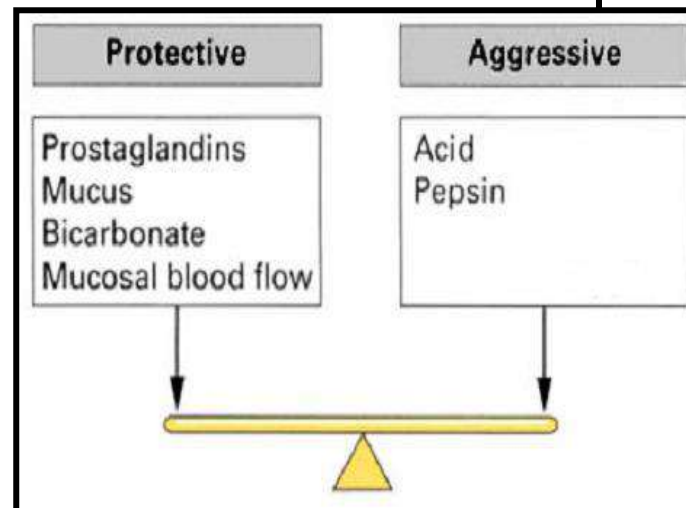 Protective
Prostaglandins
Mucus
Bicarbonate
Mucosal blood flow
Aggressive
Acid
Pepsin